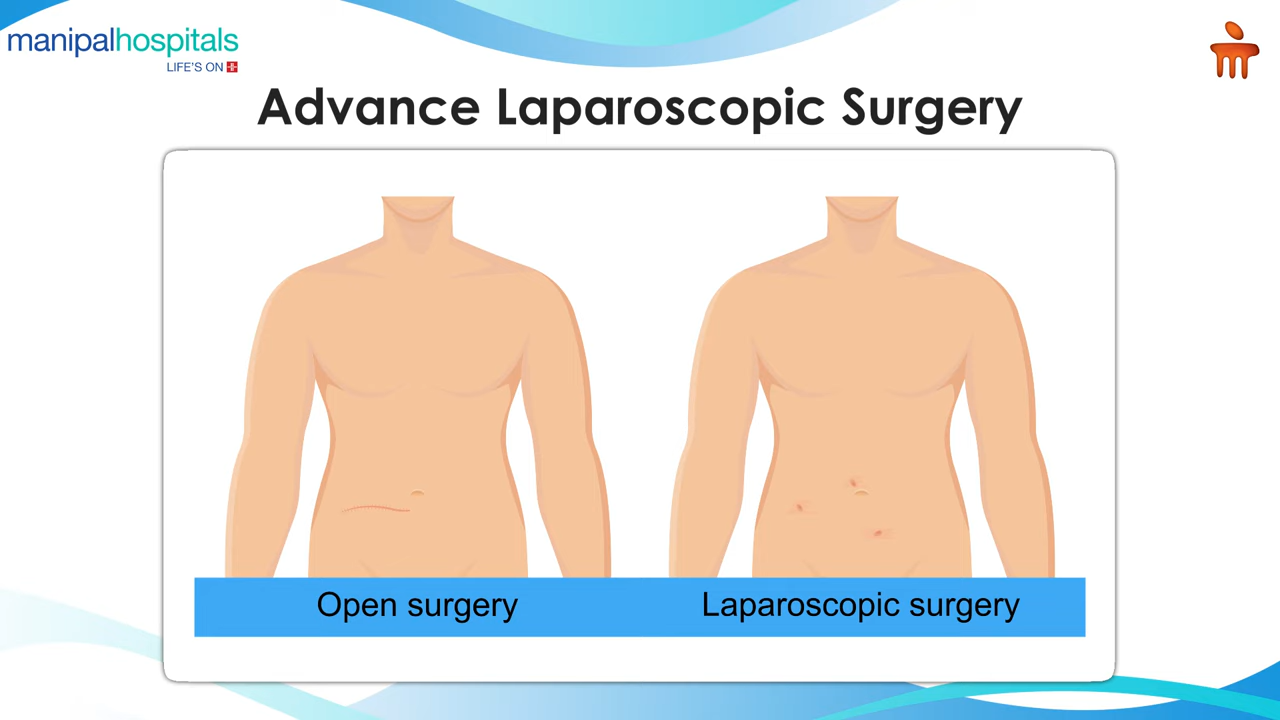 manipalhospitals
LIFE'S ON
Advance Laparoscopic Surgery
Open surgery
Laparoscopic surgery